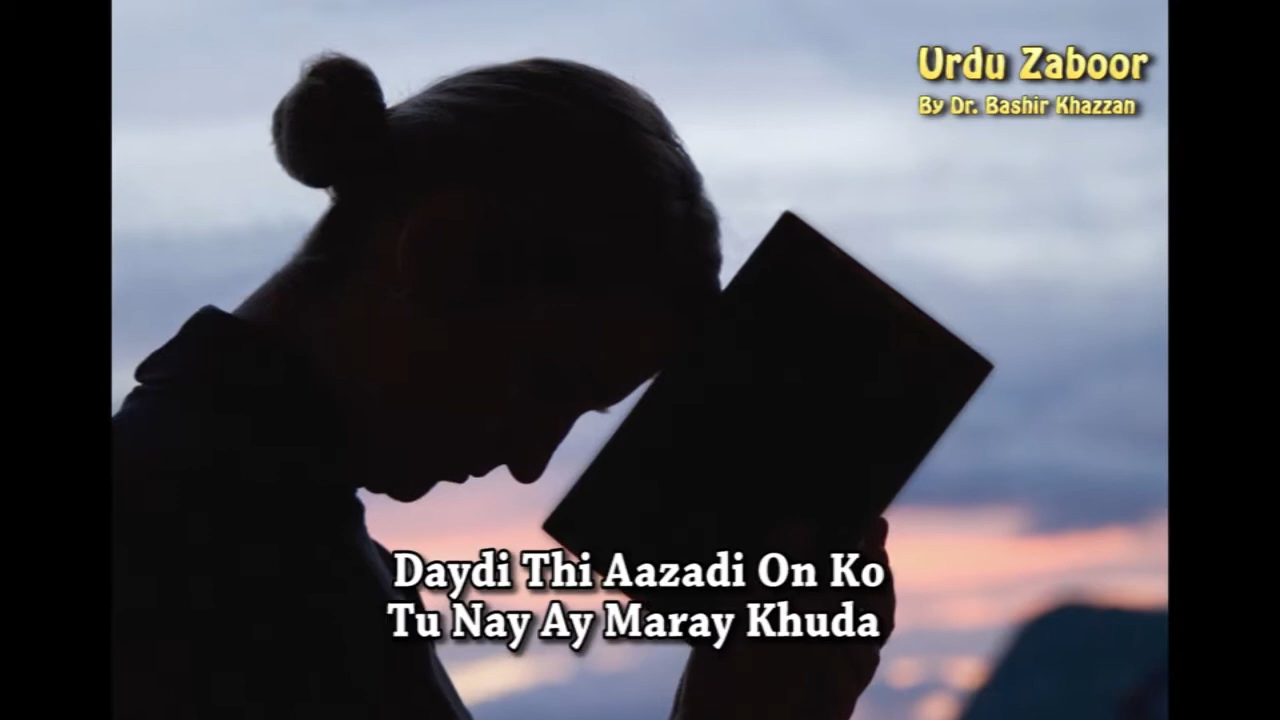 Urdu Zaboor
By Dr. Bashir Khazzan
Daydi Thi Aazadi On Ko
Tu Nay Ay Maray Khuda